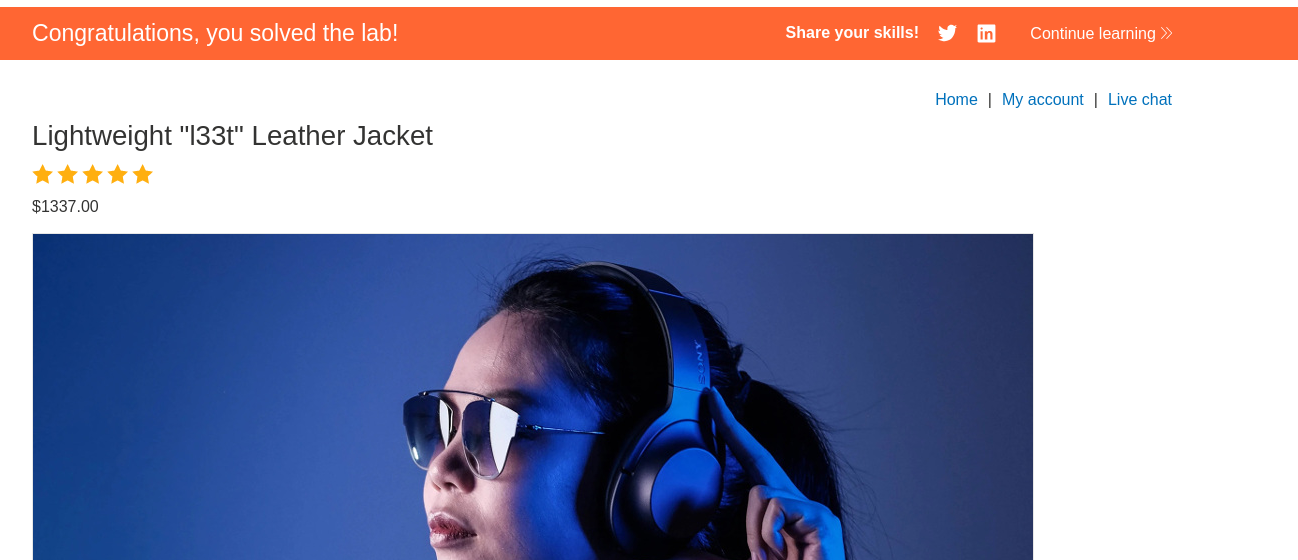 Congratulations, you solved the lab!
Share your skills!
Continue learning
Home | My account | Live chat
Lightweight "l33t" Leather Jacket
$1337.00
SONY